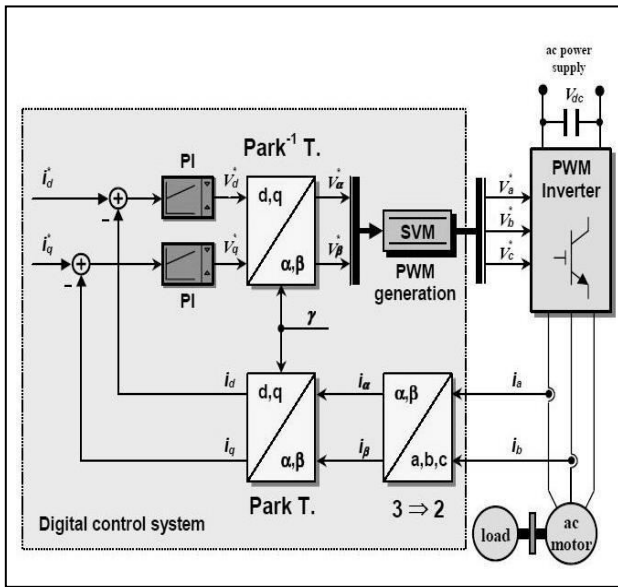 ac power
supply
V_dc
PI
Park⁻¹ T.
i*_d
V*_d
d,q
V*_α
PWM
Inverter
V*_a
SVM
V*_b
i*_q
V*_q
α,β
V*_β
V*_c
PI
PWM
generation
γ
i_d
d,q
i_α
α,β
i_a
i_q
α,β
i_β
a,b,c
i_b
Park T.
3 ⇒ 2
Digital control system
load
ac
motor